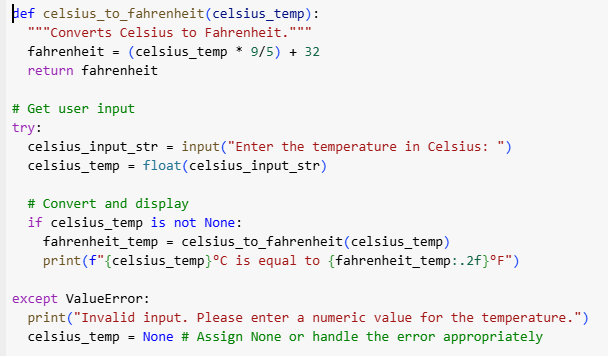 def celsius_to_fahrenheit(celsius_temp):
  """Converts Celsius to Fahrenheit."""
  fahrenheit = (celsius_temp * 9/5) + 32
  return fahrenheit

# Get user input
try:
  celsius_input_str = input("Enter the temperature in Celsius: ")
  celsius_temp = float(celsius_input_str)

  # Convert and display
  if celsius_temp is not None:
    fahrenheit_temp = celsius_to_fahrenheit(celsius_temp)
    print(f"{celsius_temp}°C is equal to {fahrenheit_temp:.2f}°F")

except ValueError:
  print("Invalid input. Please enter a numeric value for the temperature.")
  celsius_temp = None # Assign None or handle the error appropriately